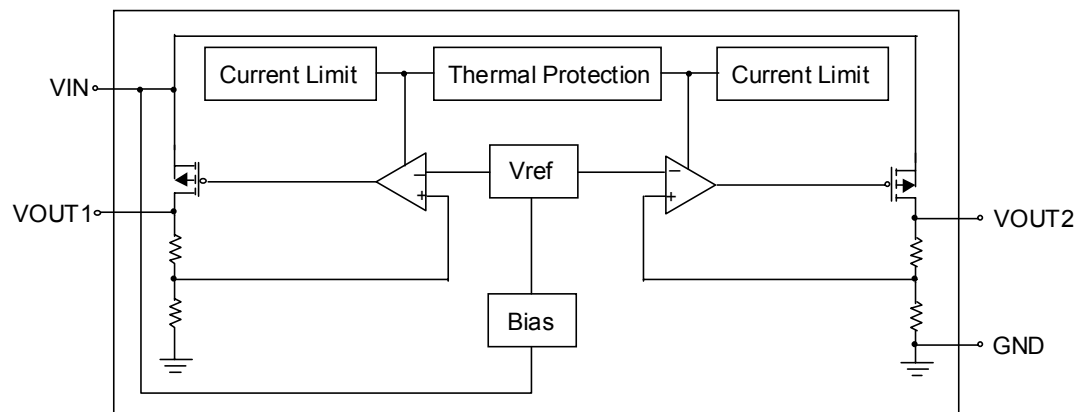 Current Limit
Thermal Protection
Current Limit
VIN
−
Vref
−
+
+
VOUT1
VOUT2
Bias
GND